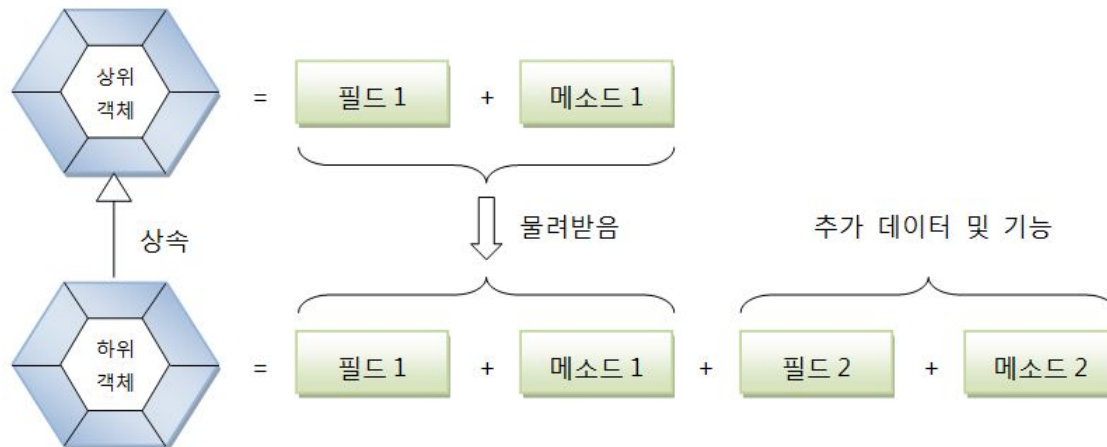 상위
객체
=
필드 1
+
메소드 1
상속
물려받음
추가 데이터 및 기능
하위
객체
=
필드 1
+
메소드 1
+
필드 2
+
메소드 2